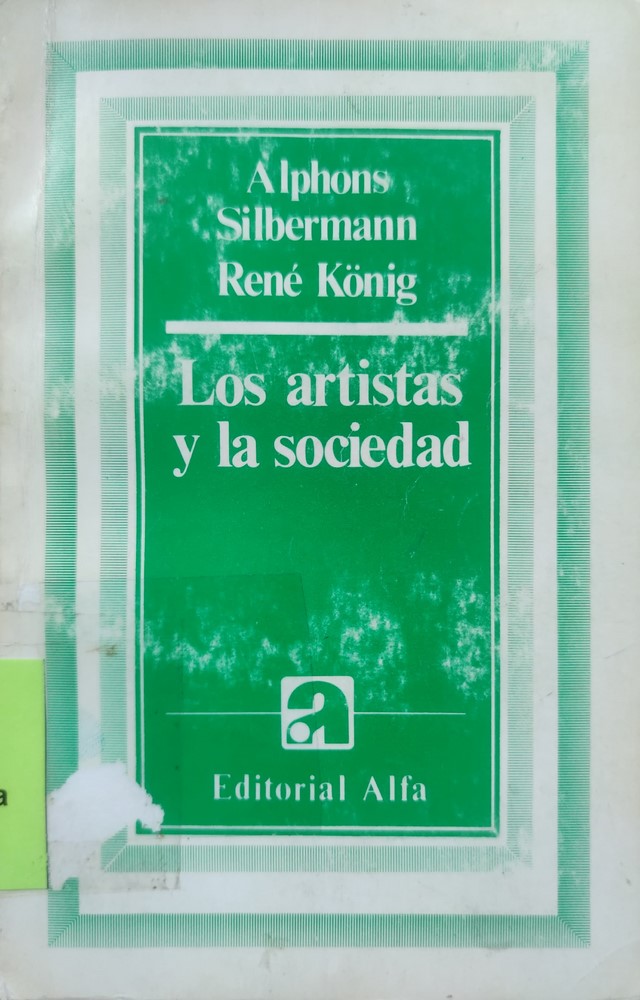 Alphons
Silbermann
René König
Los artistas
y la sociedad
a
Editorial Alfa
a